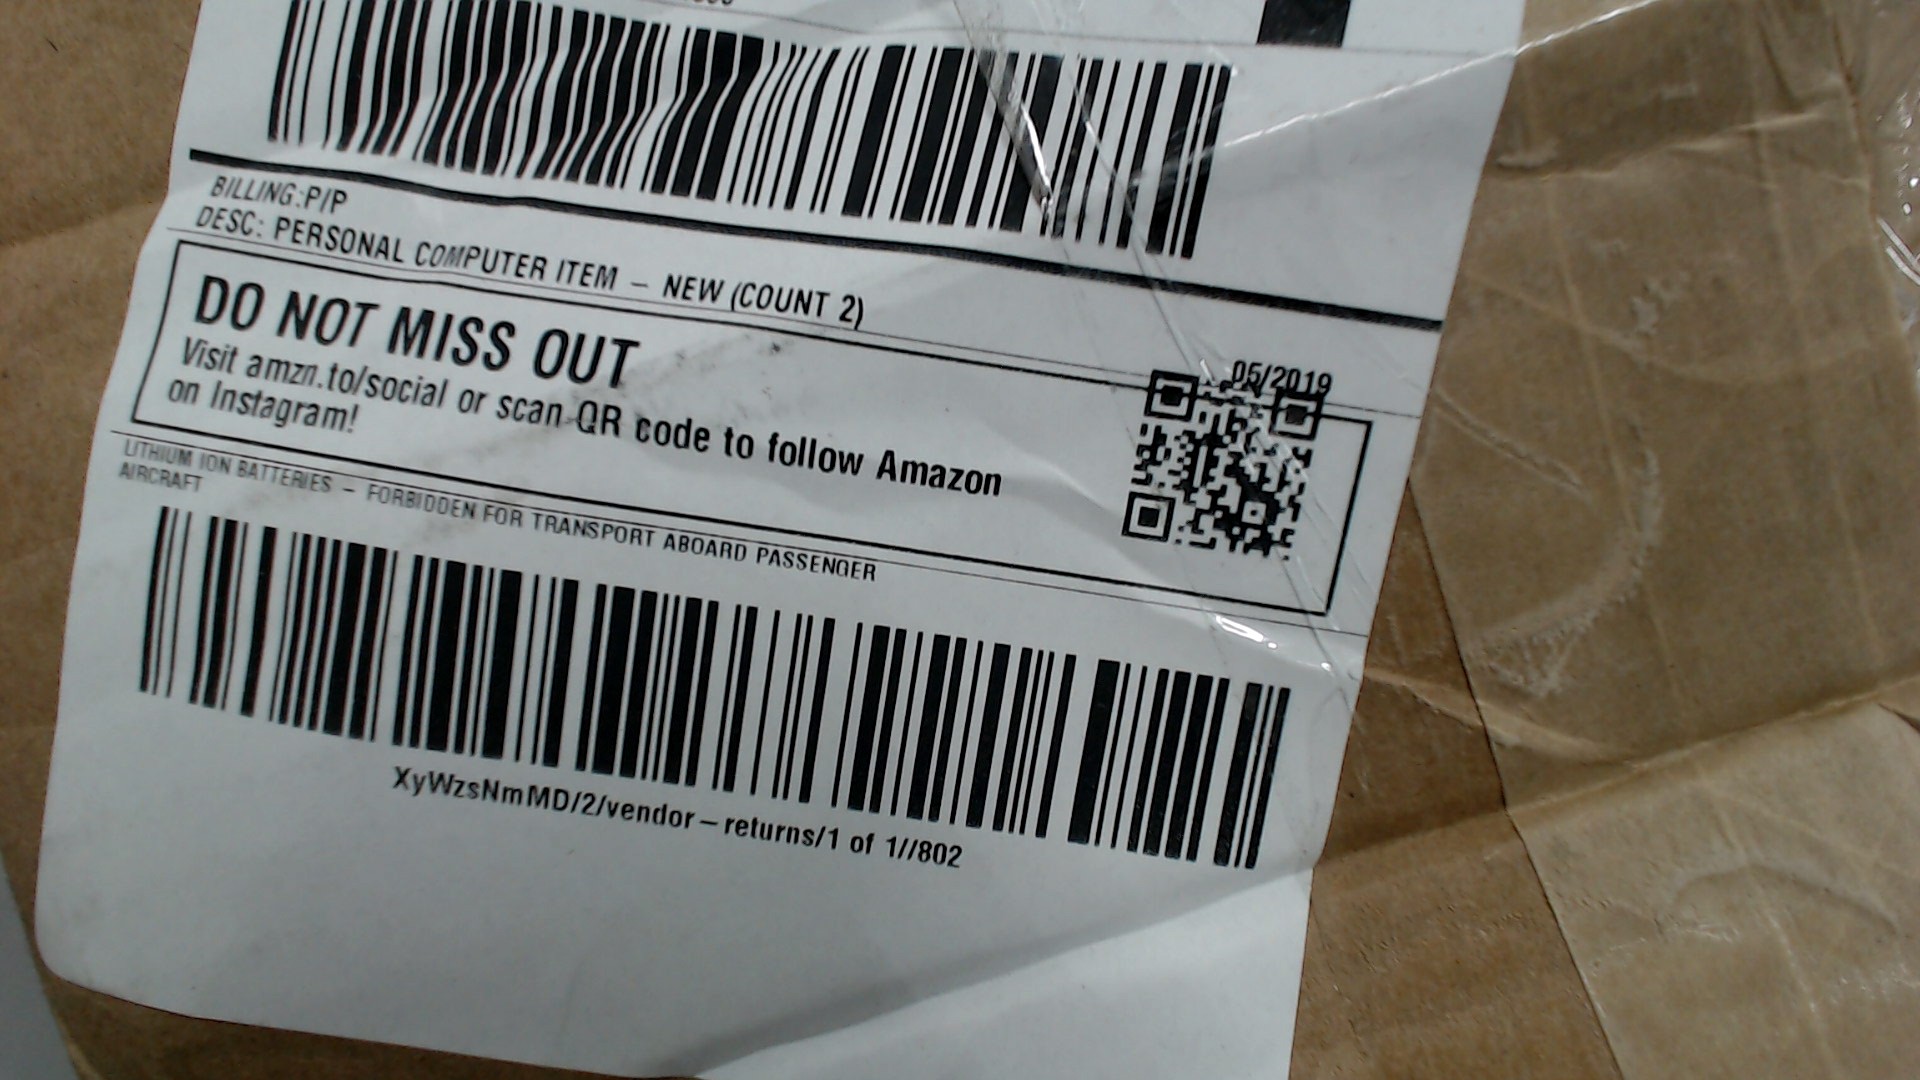 BILLING:P/P
DESC: PERSONAL COMPUTER ITEM – NEW (COUNT 2)
05/2019
DO NOT MISS OUT
Visit amzn.to/social or scan QR code to follow Amazon
on Instagram!
LITHIUM ION BATTERIES – FORBIDDEN FOR TRANSPORT ABOARD PASSENGER
AIRCRAFT
XyWzsNmMD/2/vendor–returns/1 of 1//802